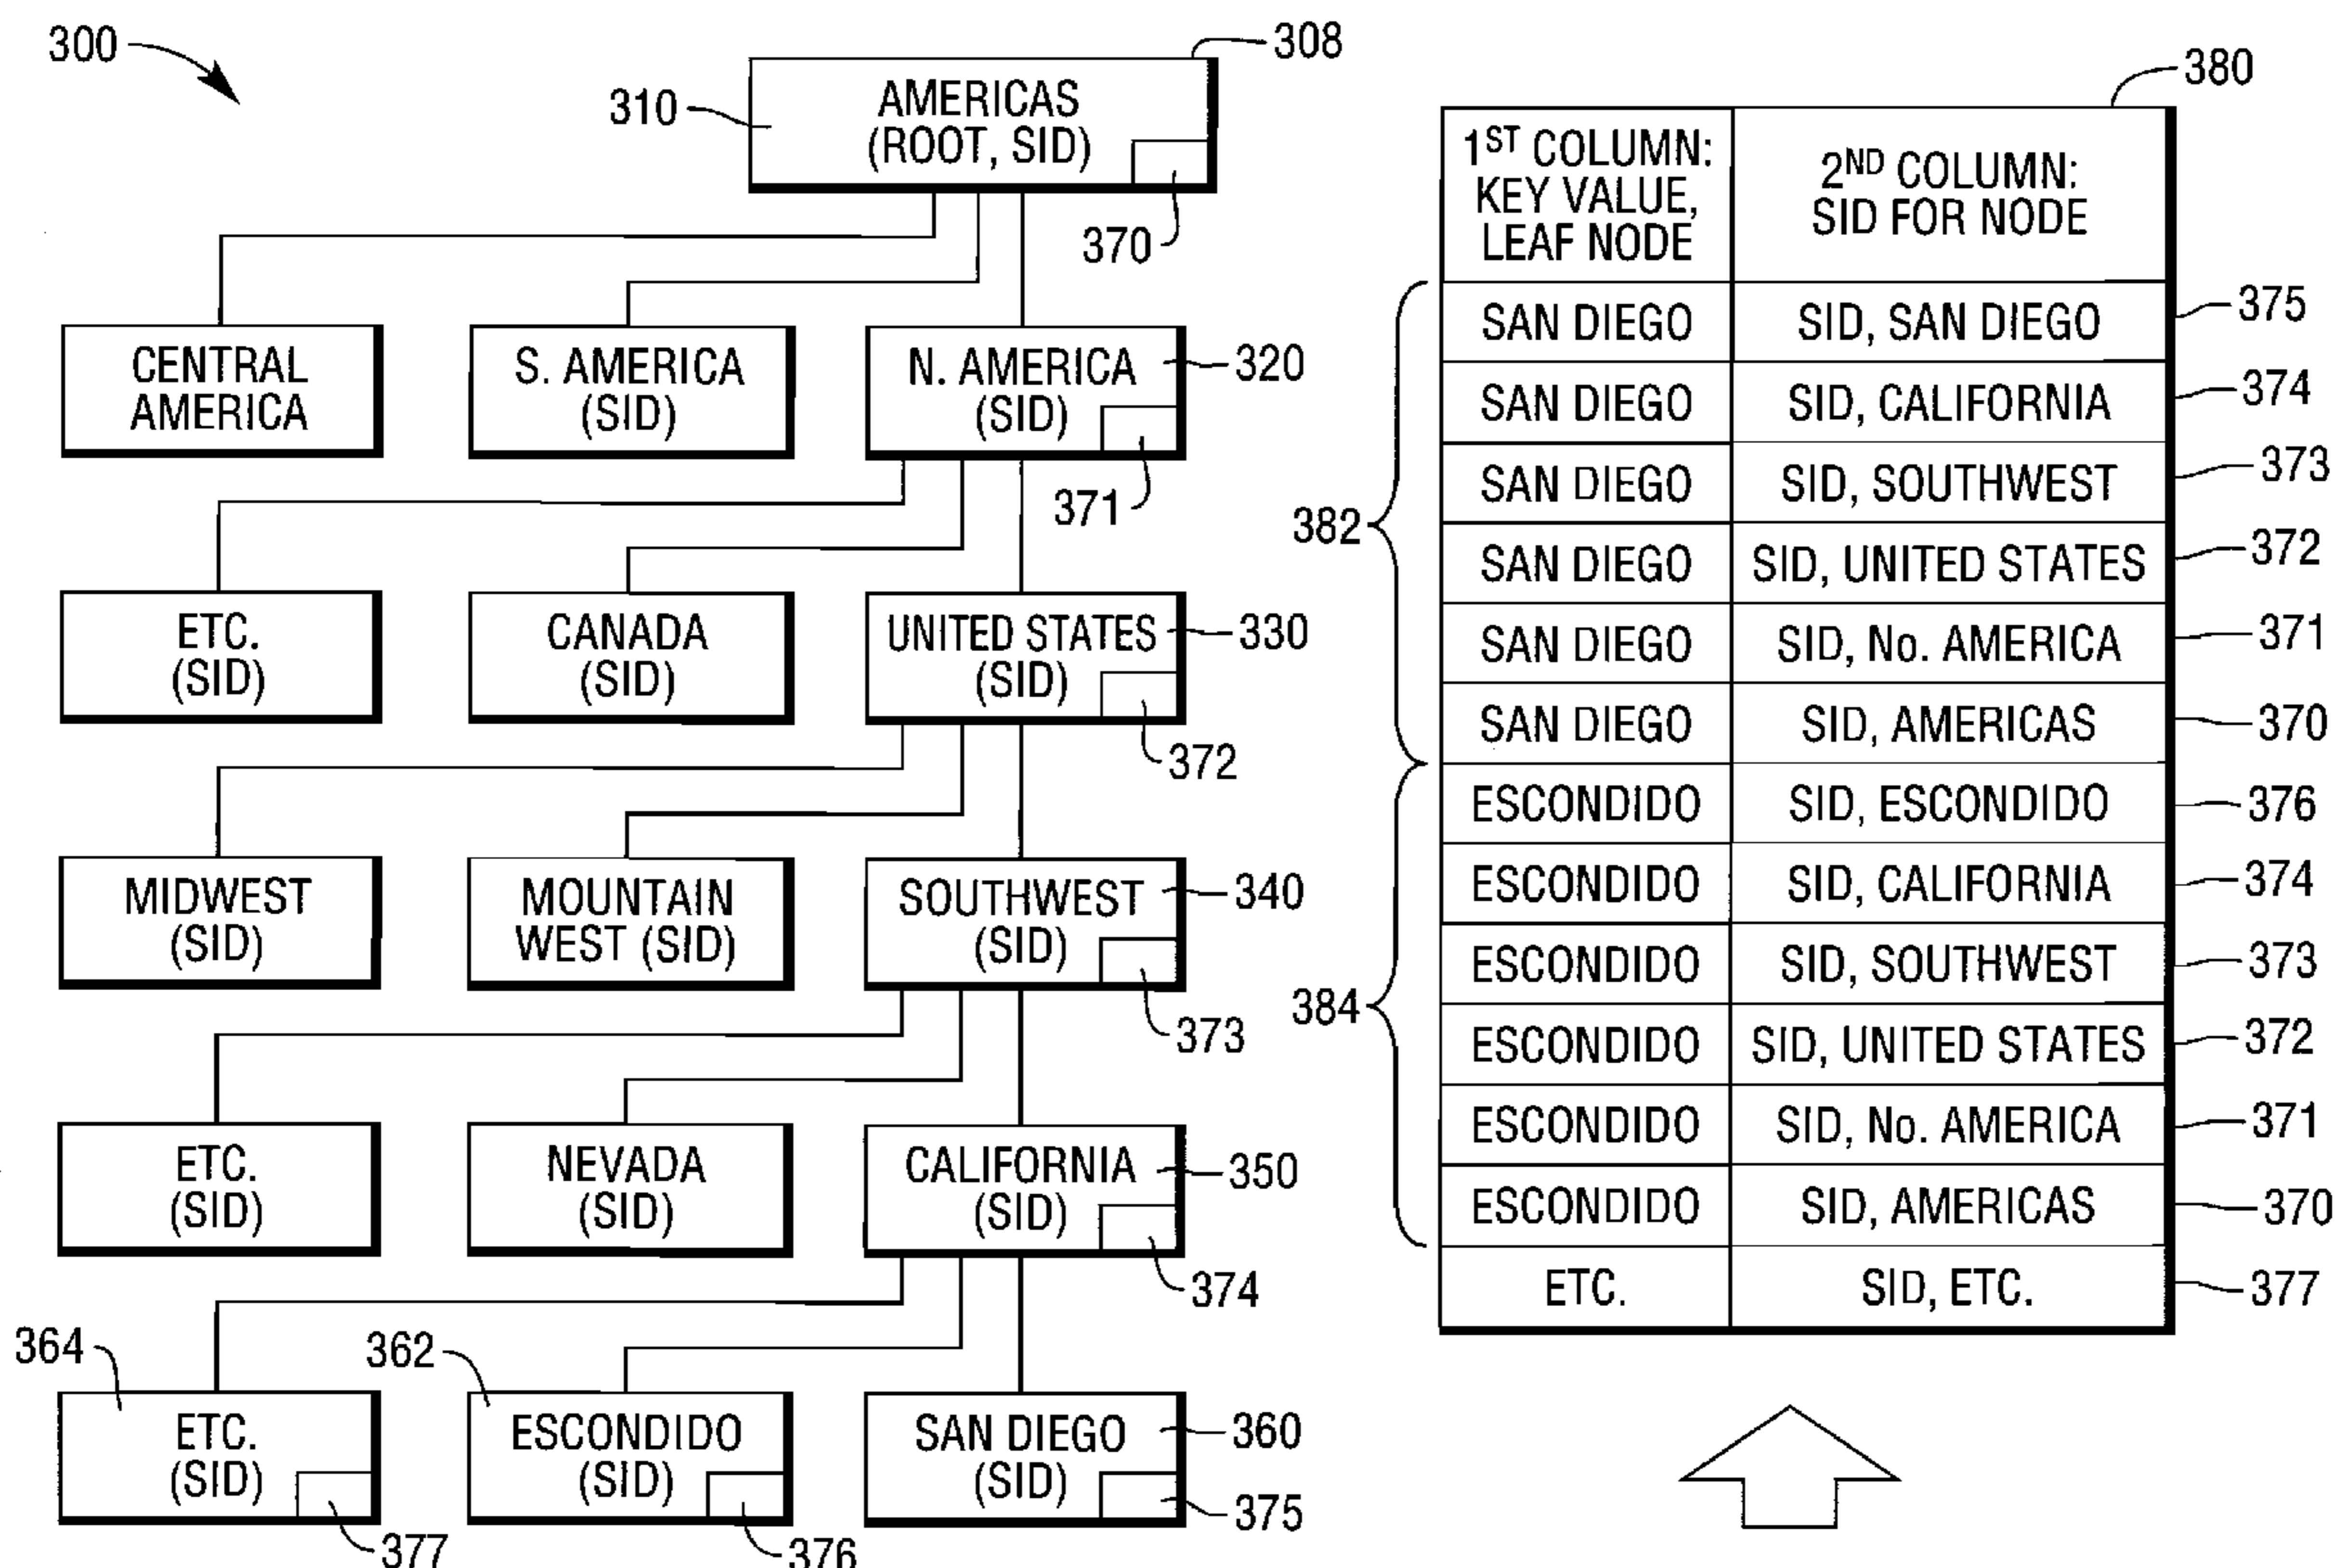 300
308
310
AMERICAS
(ROOT, SID)
370
CENTRAL
AMERICA
S. AMERICA
(SID)
N. AMERICA
(SID)
320
371
ETC.
(SID)
CANADA
(SID)
UNITED STATES
(SID)
330
372
MIDWEST
(SID)
MOUNTAIN
WEST (SID)
SOUTHWEST
(SID)
340
373
ETC.
(SID)
NEVADA
(SID)
CALIFORNIA
(SID)
350
374
364
ETC.
(SID)
377
362
ESCONDIDO
(SID)
376
SAN DIEGO
(SID)
360
375
380
1ST COLUMN:
KEY VALUE,
LEAF NODE
2ND COLUMN:
SID FOR NODE
382
SAN DIEGO SID, SAN DIEGO 375
SAN DIEGO SID, CALIFORNIA 374
SAN DIEGO SID, SOUTHWEST 373
SAN DIEGO SID, UNITED STATES 372
SAN DIEGO SID, No. AMERICA 371
SAN DIEGO SID, AMERICAS 370
384
ESCONDIDO SID, ESCONDIDO 376
ESCONDIDO SID, CALIFORNIA 374
ESCONDIDO SID, SOUTHWEST 373
ESCONDIDO SID, UNITED STATES 372
ESCONDIDO SID, No. AMERICA 371
ESCONDIDO SID, AMERICAS 370
ETC. SID, ETC. 377